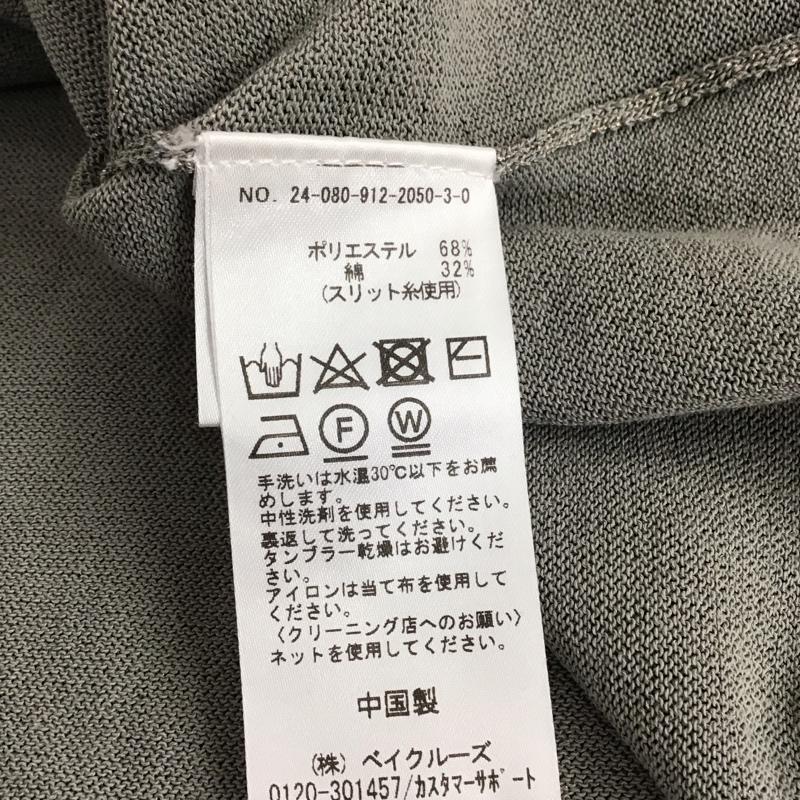 NO. 24-080-912-2050-3-0
ポリエステル 68%
綿 32%
(スリット糸使用)
F W
手洗いは水温30℃以下をお薦
めします。
中性洗剤を使用してください。
裏返して洗ってください。
タンブラー乾燥はお避けくだ
さい。
アイロンは当て布を使用して
ください。
〈クリーニング店へのお願い〉
ネットを使用してください。
中国製
(株) ベイクルーズ
0120-301457/カスタマーサポート